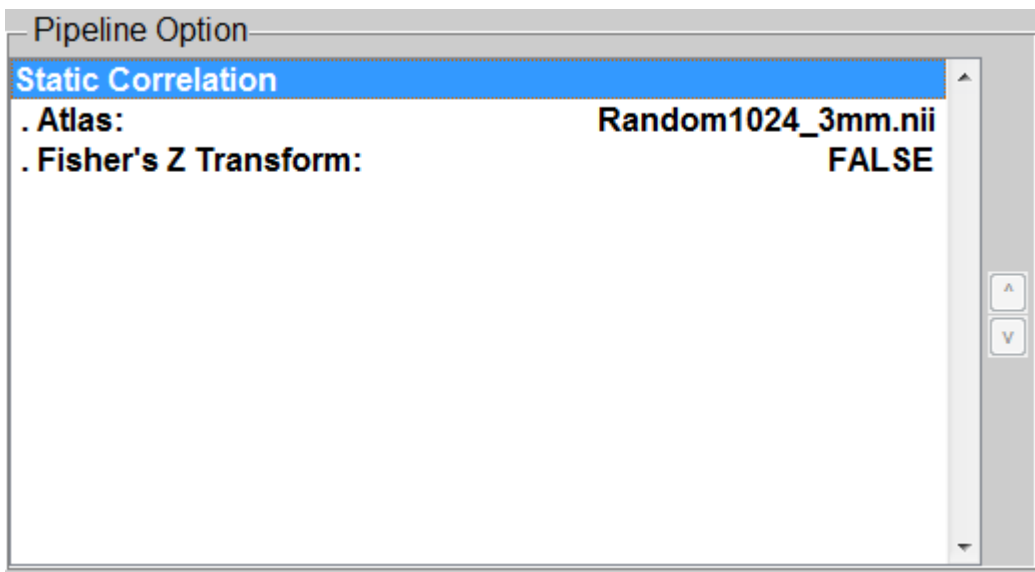 Pipeline Option
Static Correlation
. Atlas: Random1024_3mm.nii
. Fisher's Z Transform: FALSE
^
v